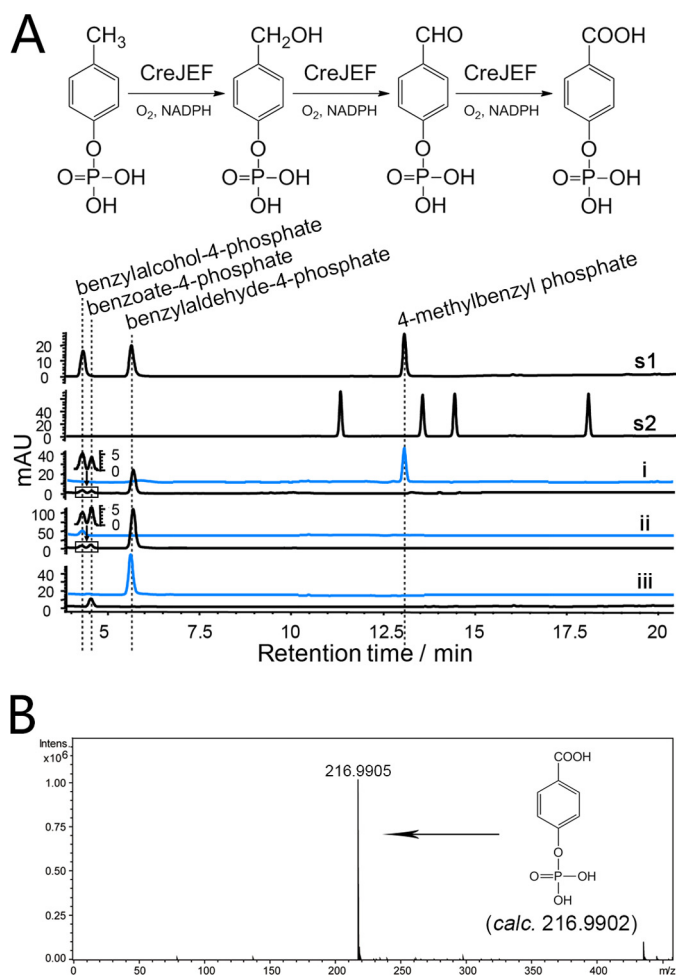 A
CH3 CH2OH CHO COOH
CreJEF CreJEF CreJEF
O2, NADPH O2, NADPH O2, NADPH
O O O O
O=P–OH O=P–OH O=P–OH O=P–OH
OH OH OH OH
benzylalcohol-4-phosphate
benzoate-4-phosphate
benzylaldehyde-4-phosphate
4-methylbenzyl phosphate
mAU
20
10
0
s1
40
20
0
s2
40
20
0
5
0
i
100
50
0
5
0
ii
40
20
0
iii
5 7.5 10 12.5 15 17.5 20
Retention time / min
B
Intens.
x10^6
1.00
0.75
0.50
0.25
0.00
216.9905
COOH
O
O=P–OH
OH
(calc. 216.9902)
0 50 100 150 200 250 300 350 400 m/z